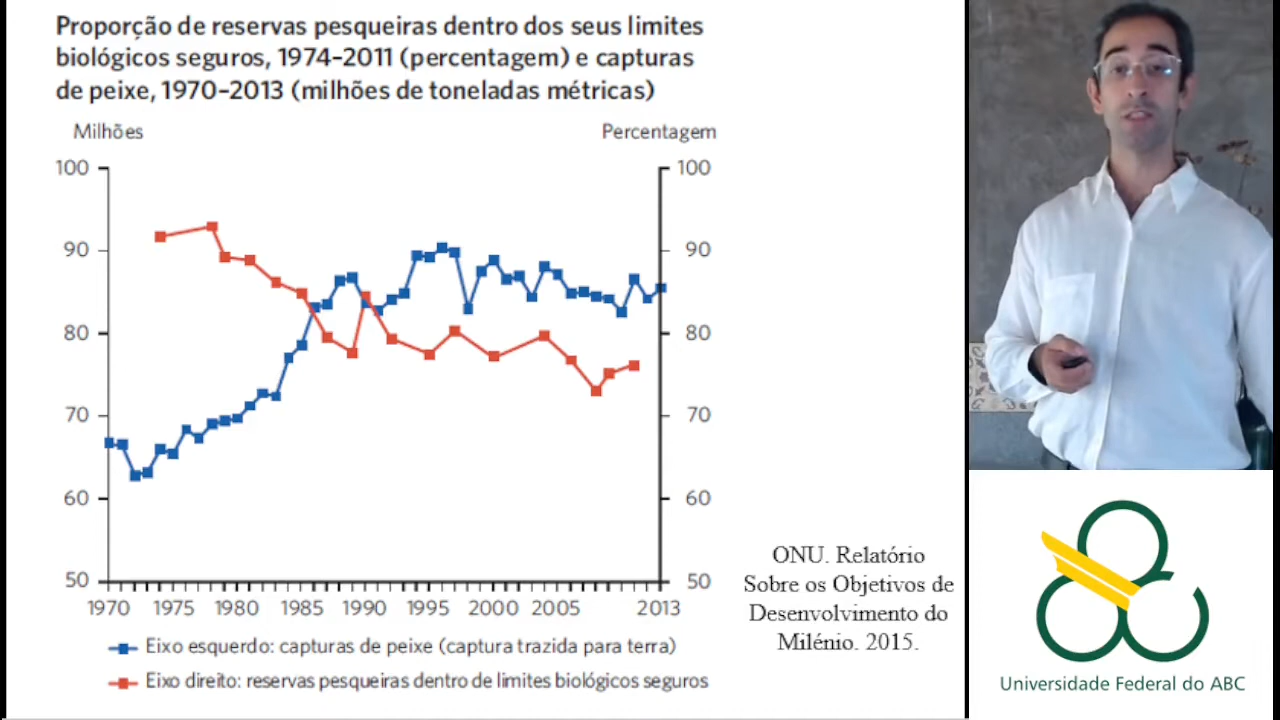 Proporção de reservas pesqueiras dentro dos seus limites
biológicos seguros, 1974–2011 (percentagem) e capturas
de peixe, 1970–2013 (milhões de toneladas métricas)
Milhões
Percentagem
100
90
80
70
60
50
100
90
80
70
60
50
1970 1975 1980 1985 1990 1995 2000 2005 2013
Eixo esquerdo: capturas de peixe (captura trazida para terra)
Eixo direito: reservas pesqueiras dentro de limites biológicos seguros
ONU. Relatório
Sobre os Objetivos de
Desenvolvimento do
Milénio. 2015.
Universidade Federal do ABC